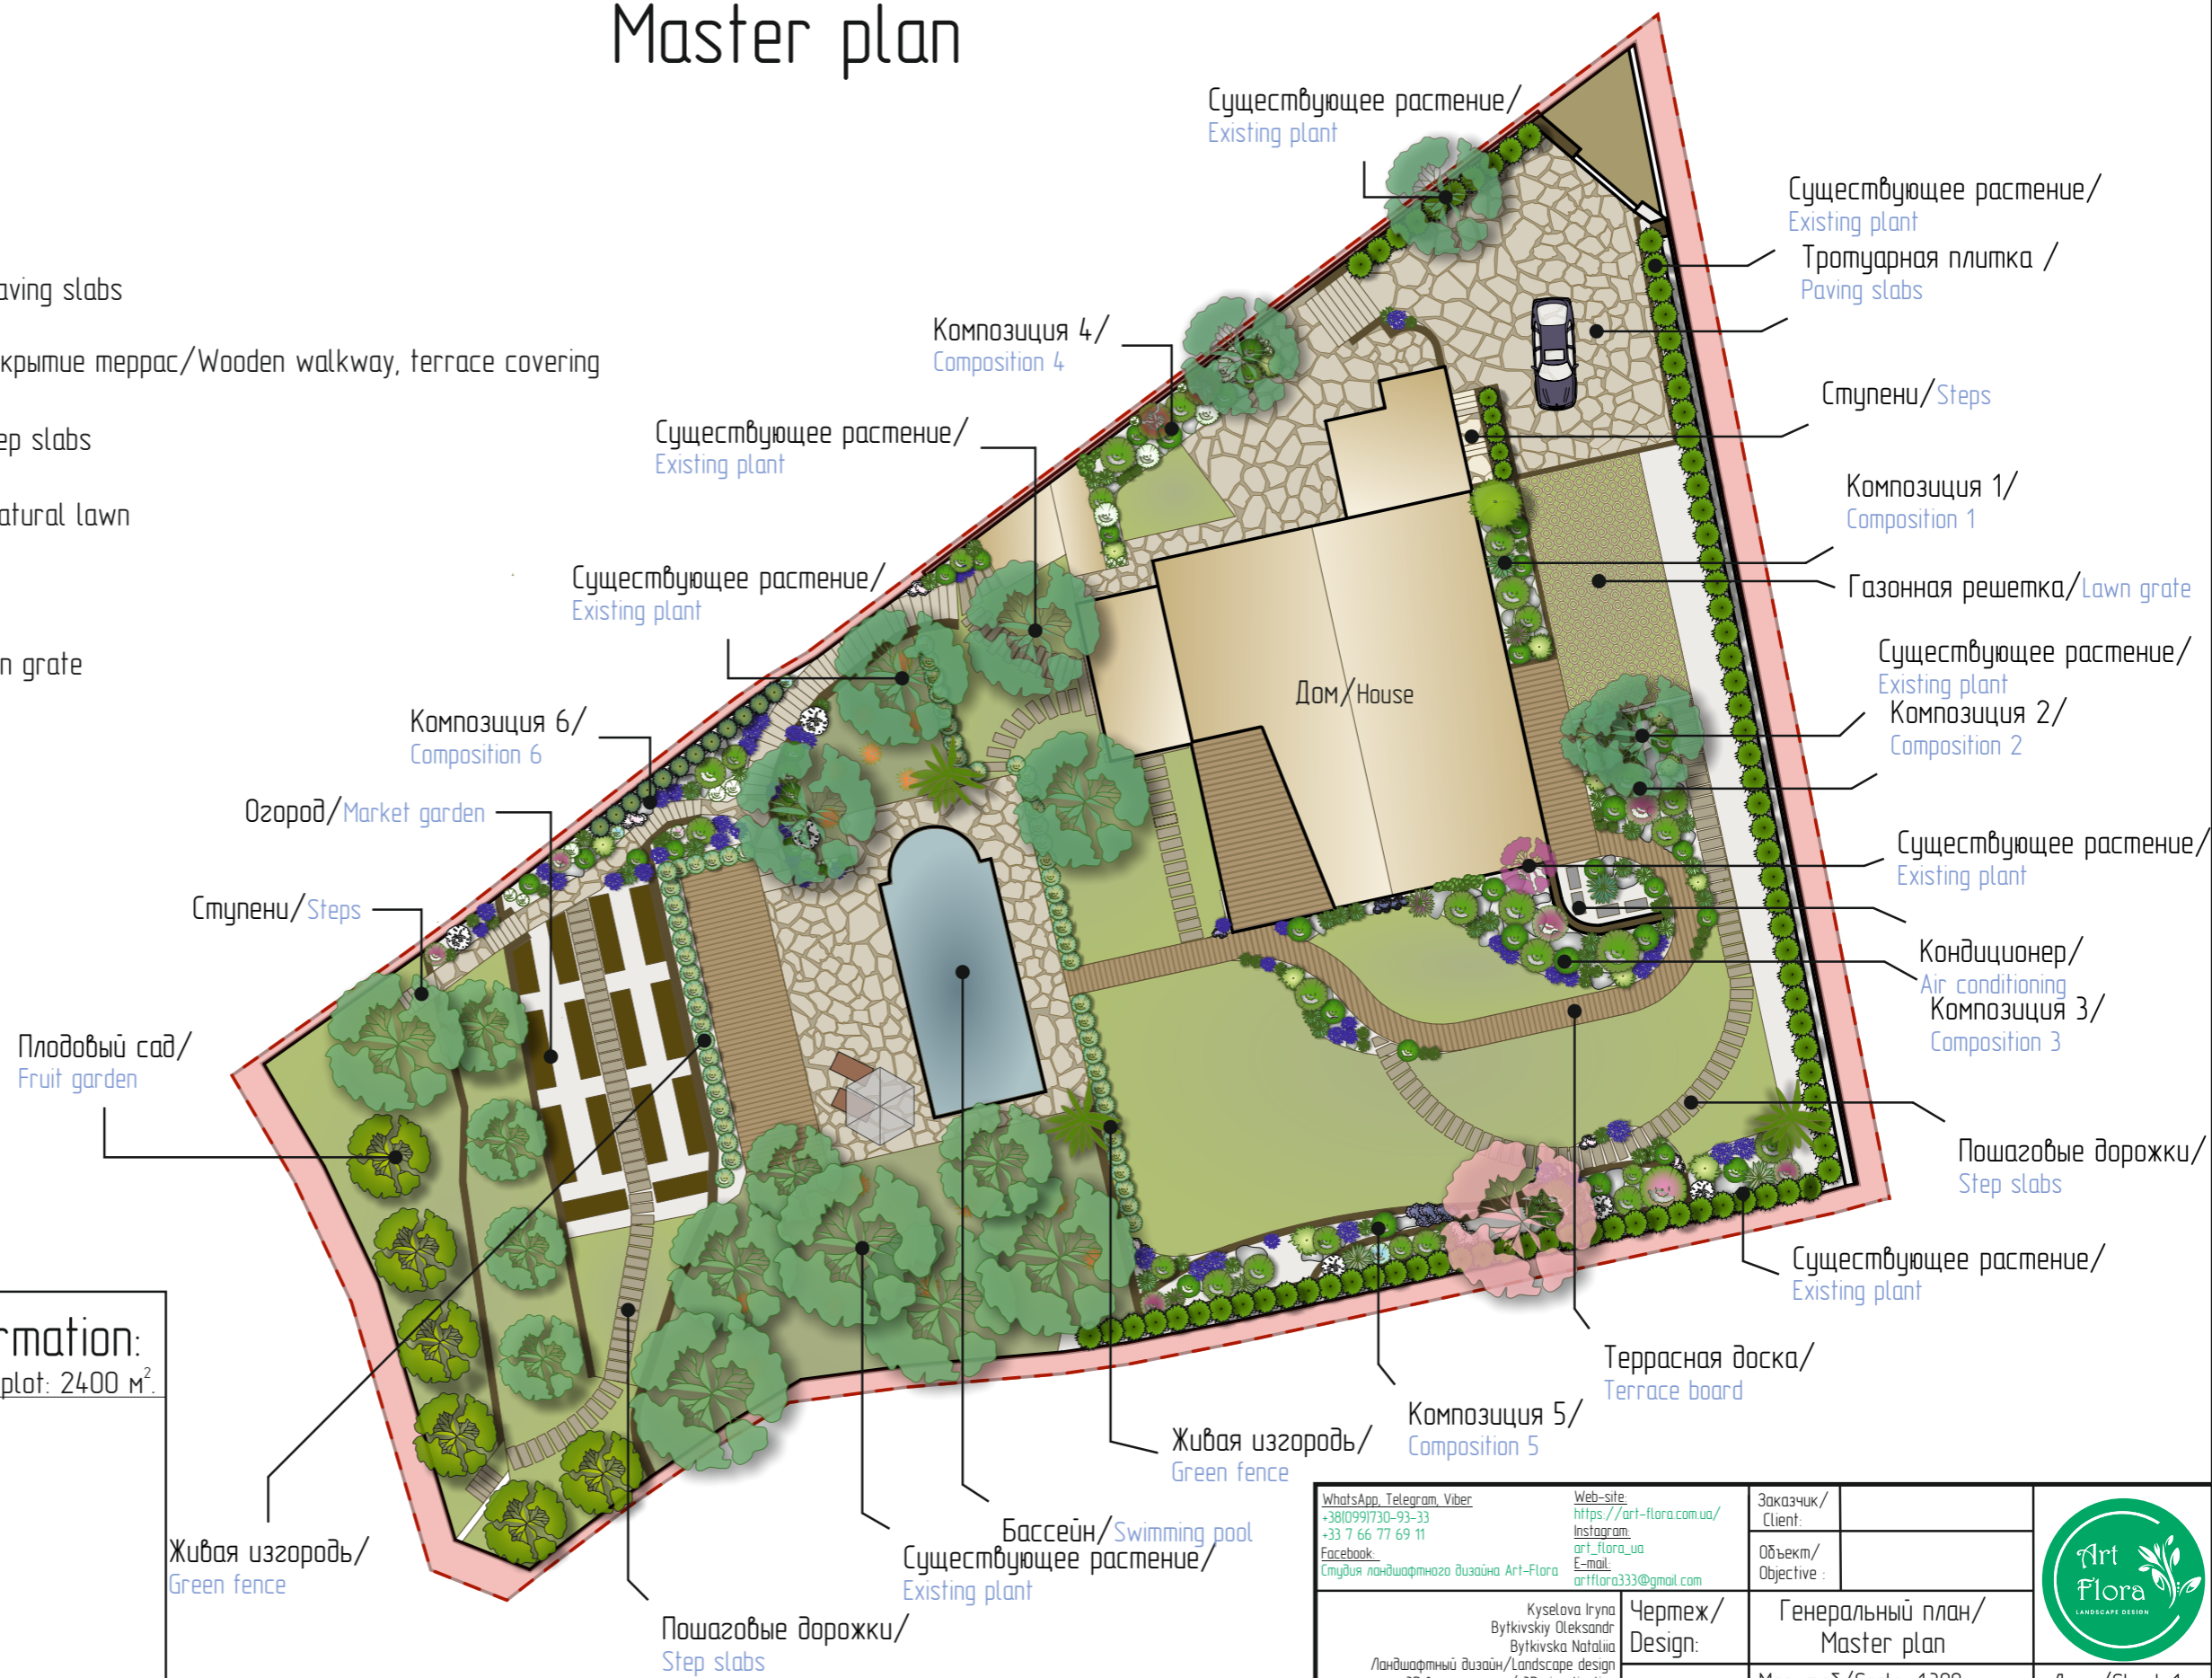 Master plan
Существующее растение/
Existing plant
Существующее растение/
Existing plant
Тротуарная плитка /
Paving slabs
aving slabs
Композиция 4/
Composition 4
крытие террас/Wooden walkway, terrace covering
Ступени/Steps
Существующее растение/
Existing plant
ep slabs
Композиция 1/
Composition 1
atural lawn
Существующее растение/
Existing plant
Газонная решетка/Lawn grate
n grate
Существующее растение/
Existing plant
Дом/House
Композиция 6/
Composition 6
Композиция 2/
Composition 2
Огород/Market garden
Существующее растение/
Existing plant
Ступени/Steps
Кондиционер/
Air conditioning
Композиция 3/
Composition 3
Плодовый сад/
Fruit garden
Пошаговые дорожки/
Step slabs
Существующее растение/
Existing plant
rmation:
plot: 2400 м².
Террасная доска/
Terrace board
Композиция 5/
Composition 5
Живая изгородь/
Green fence
Бассейн/Swimming pool
Существующее растение/
Existing plant
Живая изгородь/
Green fence
Пошаговые дорожки/
Step slabs
WhatsApp, Telegram, Viber
+38(099)730-93-33
+33 7 66 77 69 11
Facebook:
Студия ландшафтного дизайна Art-Flora
Web-site:
https://art-flora.com.ua/
Instagram:
art_flora_ua
E-mail:
artflora333@gmail.com
Заказчик/
Client:
Объект/
Objective :
Kyselova Iryna
Bytkivskiy Oleksandr
Bytkivska Nataliia
Ландшафтный дизайн/Landscape design
Чертеж/
Design:
Генеральный план/
Master plan
Art
Flora
LANDSCAPE DESIGN